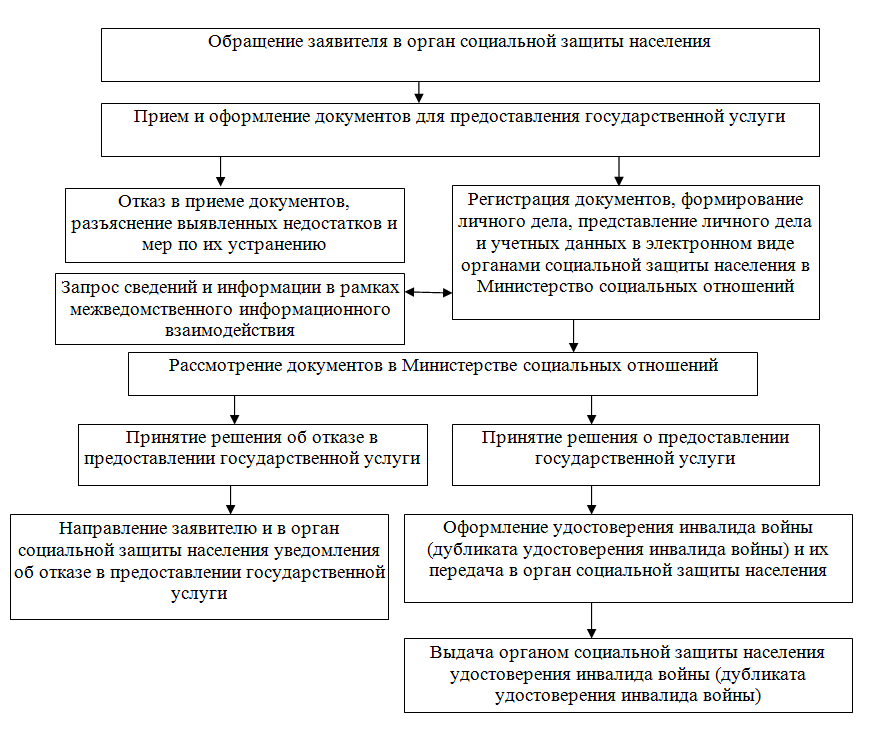 Обращение заявителя в орган социальной защиты населения
Прием и оформление документов для предоставления государственной услуги
Отказ в приеме документов,
разъяснение выявленных недостатков и
мер по их устранению
Регистрация документов, формирование
личного дела, представление личного дела
и учетных данных в электронном виде
органами социальной защиты населения в
Министерство социальных отношений
Запрос сведений и информации в рамках
межведомственного информационного
взаимодействия
Рассмотрение документов в Министерстве социальных отношений
Принятие решения об отказе в
предоставлении государственной услуги
Принятие решения о предоставлении
государственной услуги
Направление заявителю и в орган
социальной защиты населения уведомления
об отказе в предоставлении государственной
услуги
Оформление удостоверения инвалида войны
(дубликата удостоверения инвалида войны) и их
передача в орган социальной защиты населения
Выдача органом социальной защиты населения
удостоверения инвалида войны (дубликата
удостоверения инвалида войны)